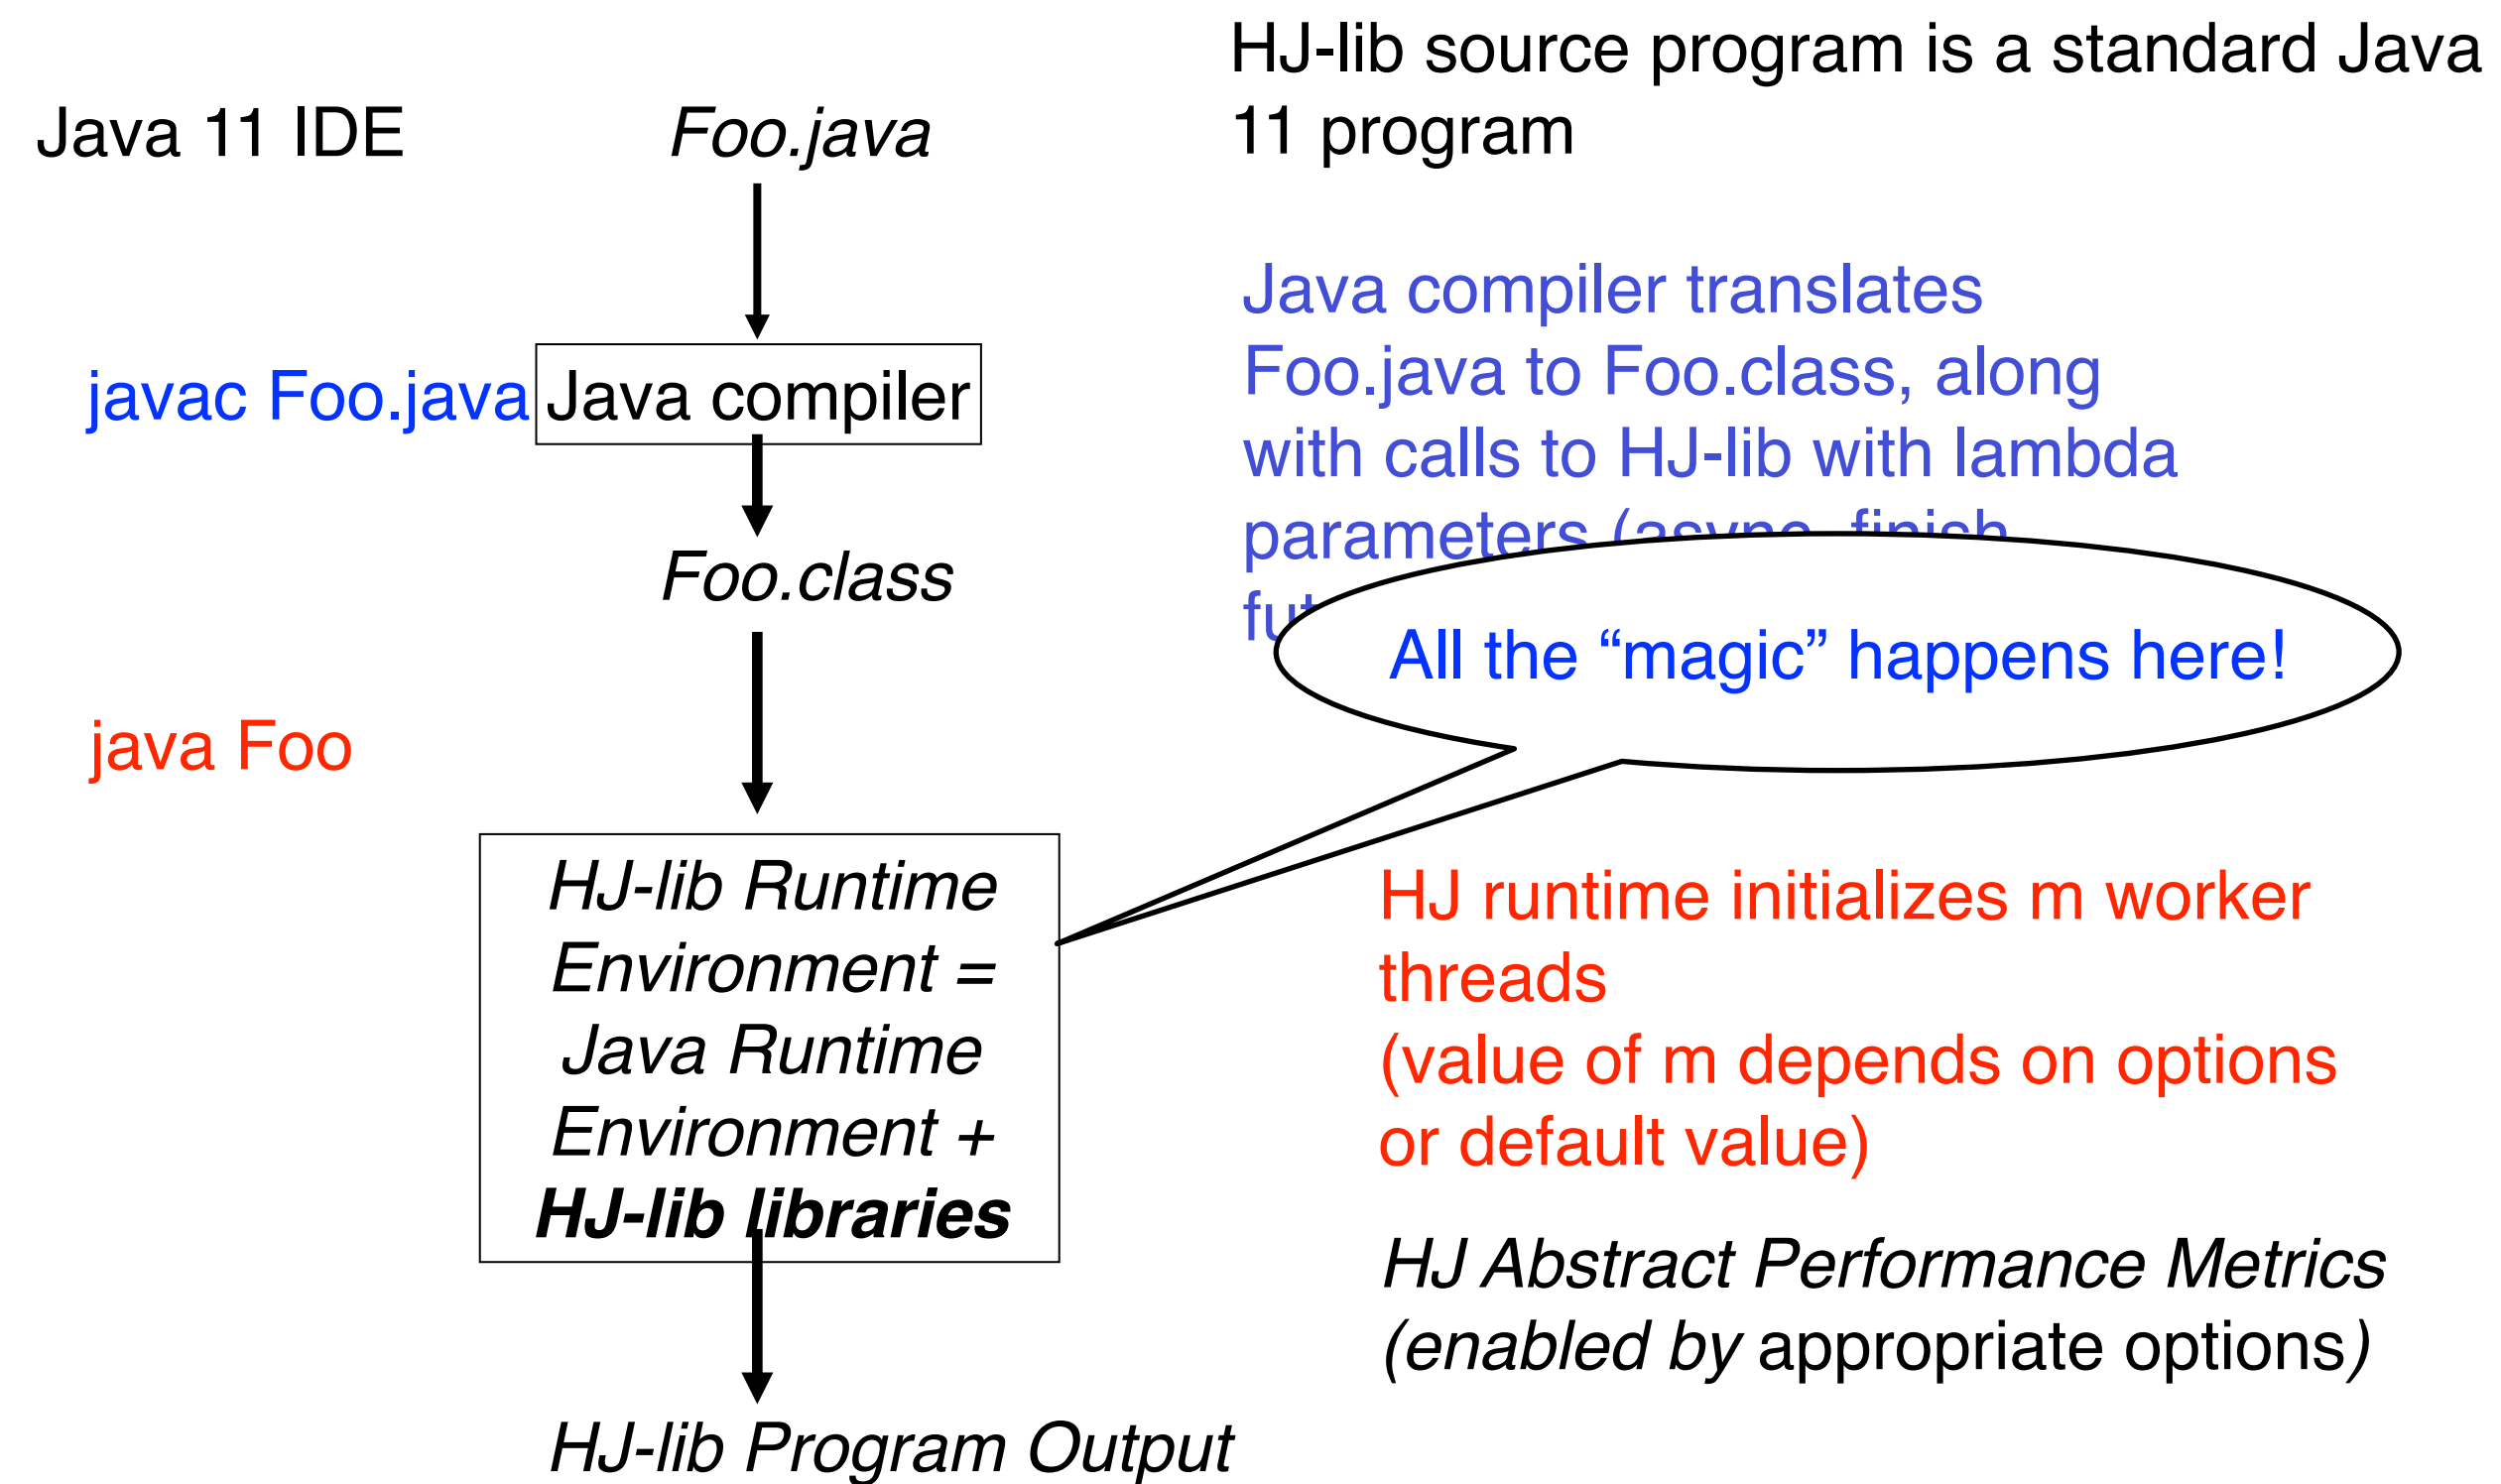 HJ-lib source program is a standard Java
11 program
Java 11 IDE
Foo.java
Java compiler translates
Foo.java to Foo.class, along
with calls to HJ-lib with lambda
parameters (async, finish
javac Foo.java
Java compiler
Foo.class
All the “magic” happens here!
java Foo
HJ-lib Runtime
Environment =
Java Runtime
Environment +
HJ-lib libraries
HJ runtime initializes m worker
threads
(value of m depends on options
or default value)
HJ Abstract Performance Metrics
(enabled by appropriate options)
HJ-lib Program Output